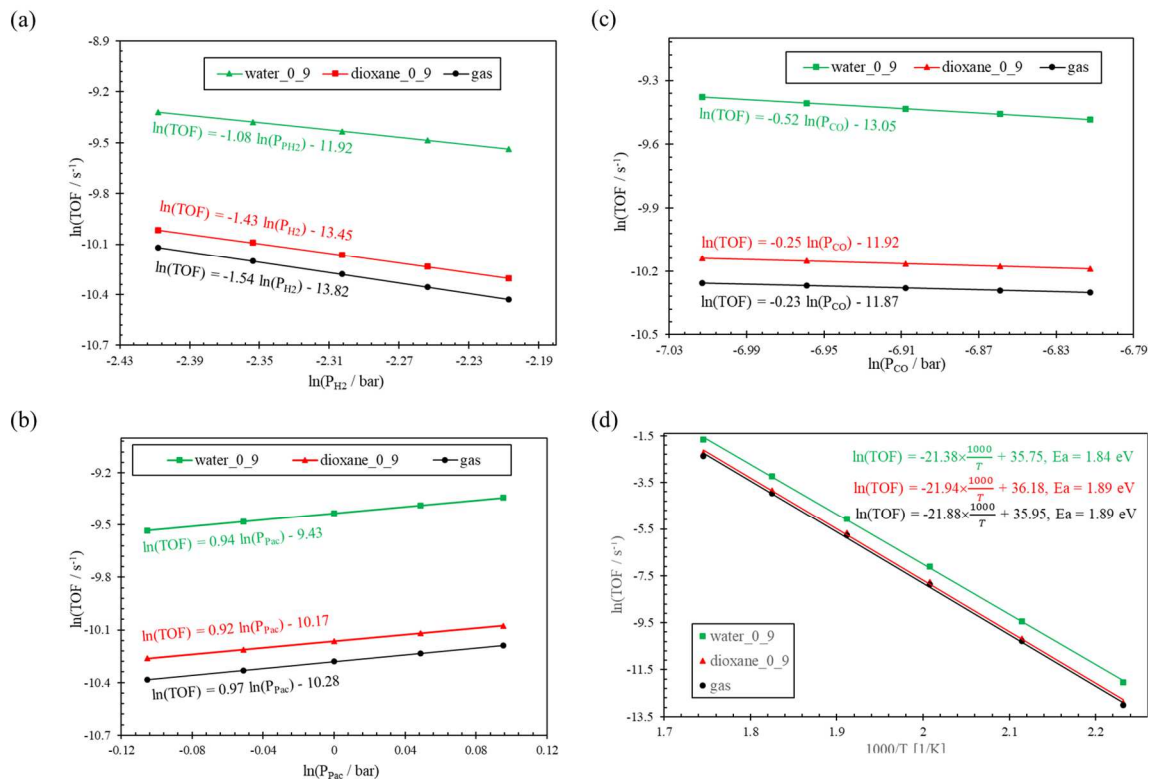 (a)
-8.9
-9.2
-9.5
-9.8
-10.1
-10.4
-10.7
ln(TOF / s⁻¹)
water_0_9 dioxane_0_9 gas
ln(TOF) = -1.08 ln(P_PH2) - 11.92
ln(TOF) = -1.43 ln(P_H2) - 13.45
ln(TOF) = -1.54 ln(P_H2) - 13.82
-2.43 -2.39 -2.35 -2.31 -2.27 -2.23 -2.19
ln(P_H2 / bar)
(c)
-9.3
-9.6
-9.9
-10.2
-10.5
ln(TOF / s⁻¹)
water_0_9 dioxane_0_9 gas
ln(TOF) = -0.52 ln(P_CO) - 13.05
ln(TOF) = -0.25 ln(P_CO) - 11.92
ln(TOF) = -0.23 ln(P_CO) - 11.87
-7.03 -6.99 -6.95 -6.91 -6.87 -6.83 -6.79
ln(P_CO / bar)
(b)
-9.2
-9.5
-9.8
-10.1
-10.4
-10.7
ln(TOF / s⁻¹)
water_0_9 dioxane_0_9 gas
ln(TOF) = 0.94 ln(P_Pac) - 9.43
ln(TOF) = 0.92 ln(P_Pac) - 10.17
ln(TOF) = 0.97 ln(P_Pac) - 10.28
-0.12 -0.08 -0.04 0 0.04 0.08 0.12
ln(P_Pac / bar)
(d)
1.7 1.8 1.9 2 2.1 2.2
-1.5
-3.5
-5.5
-7.5
-9.5
-11.5
-13.5
ln(TOF / s⁻¹)
ln(TOF) = -21.38×1000/T + 35.75, Ea = 1.84 eV
ln(TOF) = -21.94×1000/T + 36.18, Ea = 1.89 eV
ln(TOF) = -21.88×1000/T + 35.95, Ea = 1.89 eV
water_0_9
dioxane_0_9
gas
1000/T [1/K]